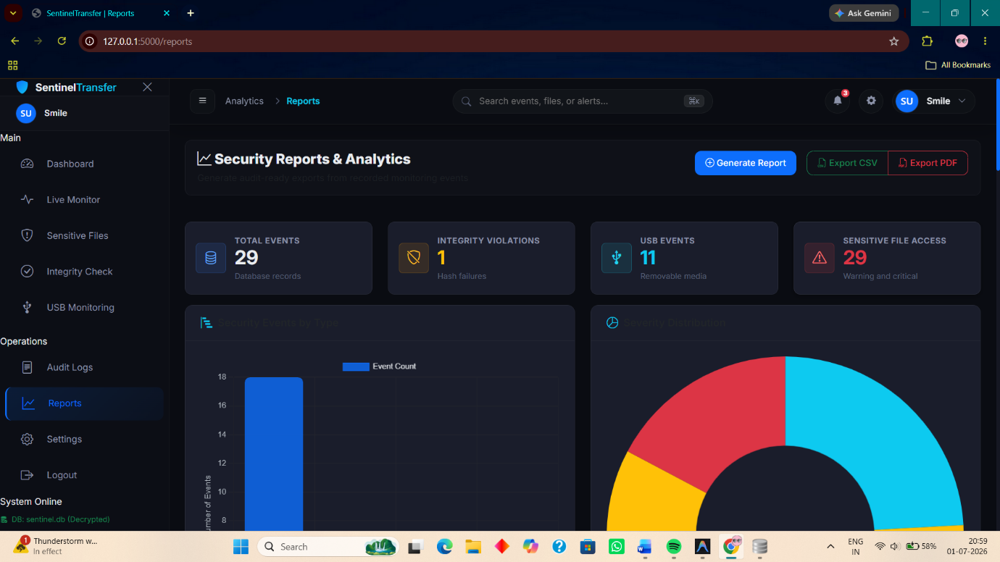 SentinelTransfer | Reports
Ask Gemini
127.0.0.1:5000/reports
All Bookmarks
SentinelTransfer
SU Smile
Main
Dashboard
Live Monitor
Sensitive Files
Integrity Check
USB Monitoring
Operations
Audit Logs
Reports
Settings
Logout
System Online
DB: sentinel.db (Decrypted)
Analytics > Reports
Search events, files, or alerts...
⌘K
3
SU Smile
Security Reports & Analytics
Generate audit-ready exports from recorded monitoring events
Generate Report
Export CSV
Export PDF
TOTAL EVENTS
29
Database records
INTEGRITY VIOLATIONS
1
Hash failures
USB EVENTS
11
Removable media
SENSITIVE FILE ACCESS
29
Warning and critical
Security Events by Type
Event Count
18
16
14
12
10
8
Number of Events
Severity Distribution
1
Thunderstorm w...
In effect
Search
ENG
IN
58%
20:59
01-07-2026